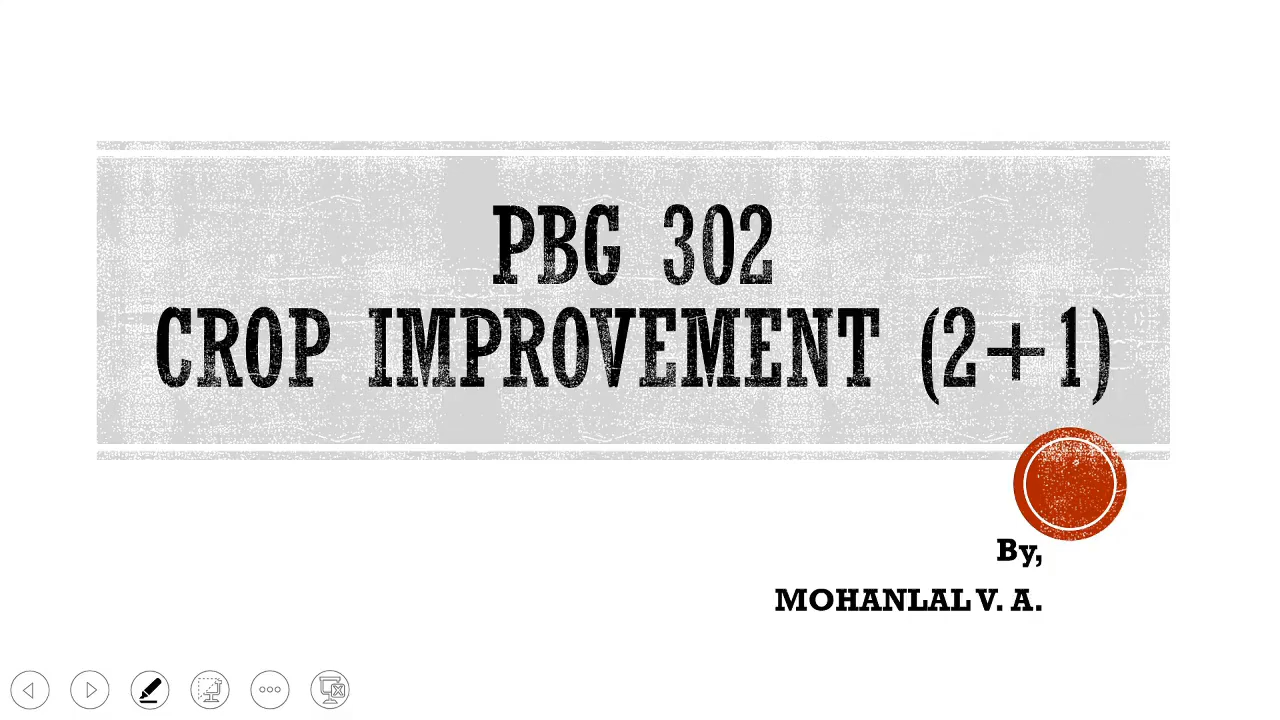 PBG 302
CROP IMPROVEMENT (2+1)
By,
MOHANLAL V. A.